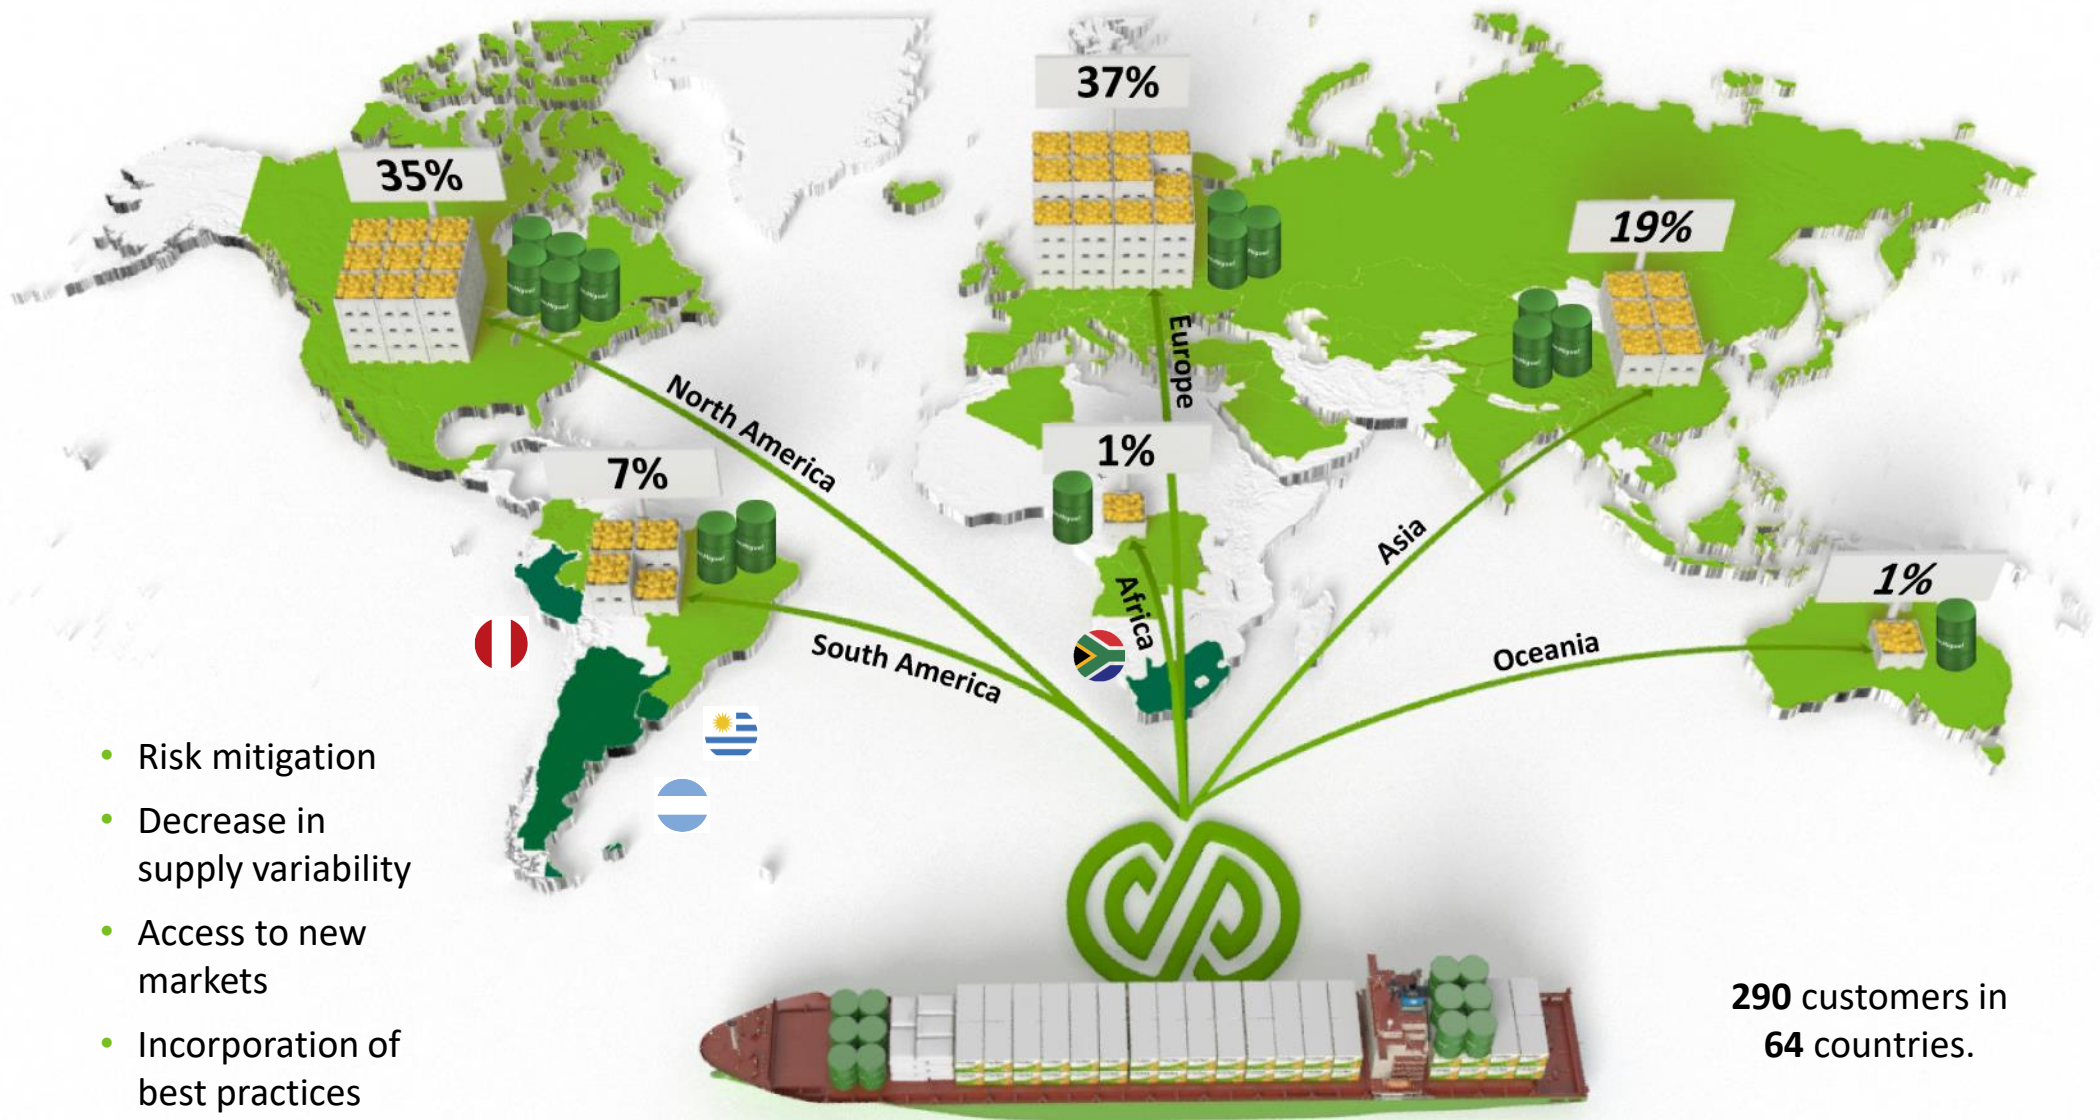 37%
35%
19%
Europe
North America
1%
7%
Asia
1%
Africa
Oceania
South America
• Risk mitigation
• Decrease in
supply variability
• Access to new
markets
• Incorporation of
best practices
290 customers in
64 countries.